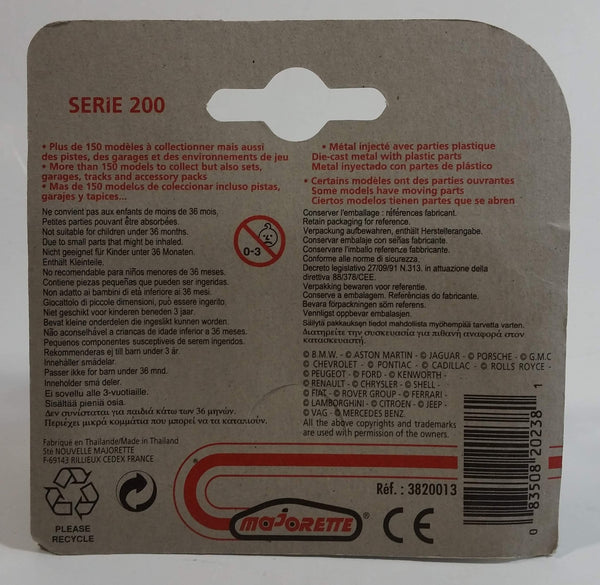 SERIE 200
• Plus de 150 modèles à collectionner mais aussi
des pistes, des garages et des environnements de jeu
• More than 150 models to collect but also sets,
garages, tracks and accessory packs
• Mas de 150 modelos de coleccionar incluso pistas,
garajes y tapices...
• Métal injecté avec parties plastique
Die-cast metal with plastic parts
Metal inyectado con partes de plástico
• Certains modèles ont des parties ouvrantes
Some models have moving parts
Ciertos modelos tienen partes que se abren
Ne convient pas aux enfants de moins de 36 mois,
Petites parties pouvant être absorbées.
Not suitable for children under 36 months.
Due to small parts that might be inhaled.
Nicht geeignet für Kinder unter 36 Monaten.
Enthält Kleinteile.
No recomendable para niños menores de 36 meses.
Contiene piezas pequeñas que pueden ser ingeridas.
Non adatto ai bambini di età inferiore ai 36 mesi.
Giocattolo di piccole dimensioni, può essere ingerito.
Niet geschikt voor kinderen beneden 3 jaar.
Bevat kleine onderdelen die ingeslikt kunnen worden.
Não aconselhável a criances de idade inferior a 36 meses.
Pequenos componentes susceptiveis de serem ingeridos.
Rekommenderas ej till barn under 3 år.
Innehåller smådelar.
Passer ikke for barn under 36 mnd.
Inneholder små deler.
Ei sovellu alle 3-vuotiaille.
Sisältää pieniä osia.
Δεν συνίσταται για παιδιά κάτω των 36 μηνών.
Περιέχει μικρά κομμάτια που μπορεί να τα καταπιούν.
0-3
Conserver l'emballage : références fabricant.
Retain packaging for reference.
Verpackung aufbewahren, enthält Herstellerangabe.
Conservar embalaje con señas fabricante.
Conservare l'imballo referenze fabbricante.
Conforme alle norme di sicurezza.
Decreto legislativo 27/09/91 N.313. in attuazione della
direttiva 88/378/CEE.
Verpakking bewaren voor referentie.
Conserve a embalagem. Referências do fabricante.
Bevara förpackningen som referens.
Vennligst oppbevar emballasjen.
Säilytä pakkauksen tiedot mahdollista myöhempää tarvetta varten.
Διατηρείτε την συσκευασία για πιθανή αναφορά στον
κατασκευαστή.
© B.M.W. - © ASTON MARTIN - © JAGUAR - © PORSCHE - © G.M.C
© CHEVROLET - © PONTIAC - © CADILLAC - © ROLLS ROYCE -
© PEUGEOT - © FORD - © KENWORTH -
© RENAULT - © CHRYSLER - © SHELL -
© FIAT - © ROVER GROUP - © FERRARI -
© LAMBORGHINI - © CITROEN - © JEEP -
© VAG - © MERCEDES BENZ
All the above copyrights and trademarks
are used with permission of the owners.
Fabriqué en Thaïlande/Made in Thailand
Sté NOUVELLE MAJORETTE
F-69143 RILLIEUX CEDEX FRANCE
PLEASE
RECYCLE
majorette ®
Réf. : 3820013
CE
0 83508 20238 1